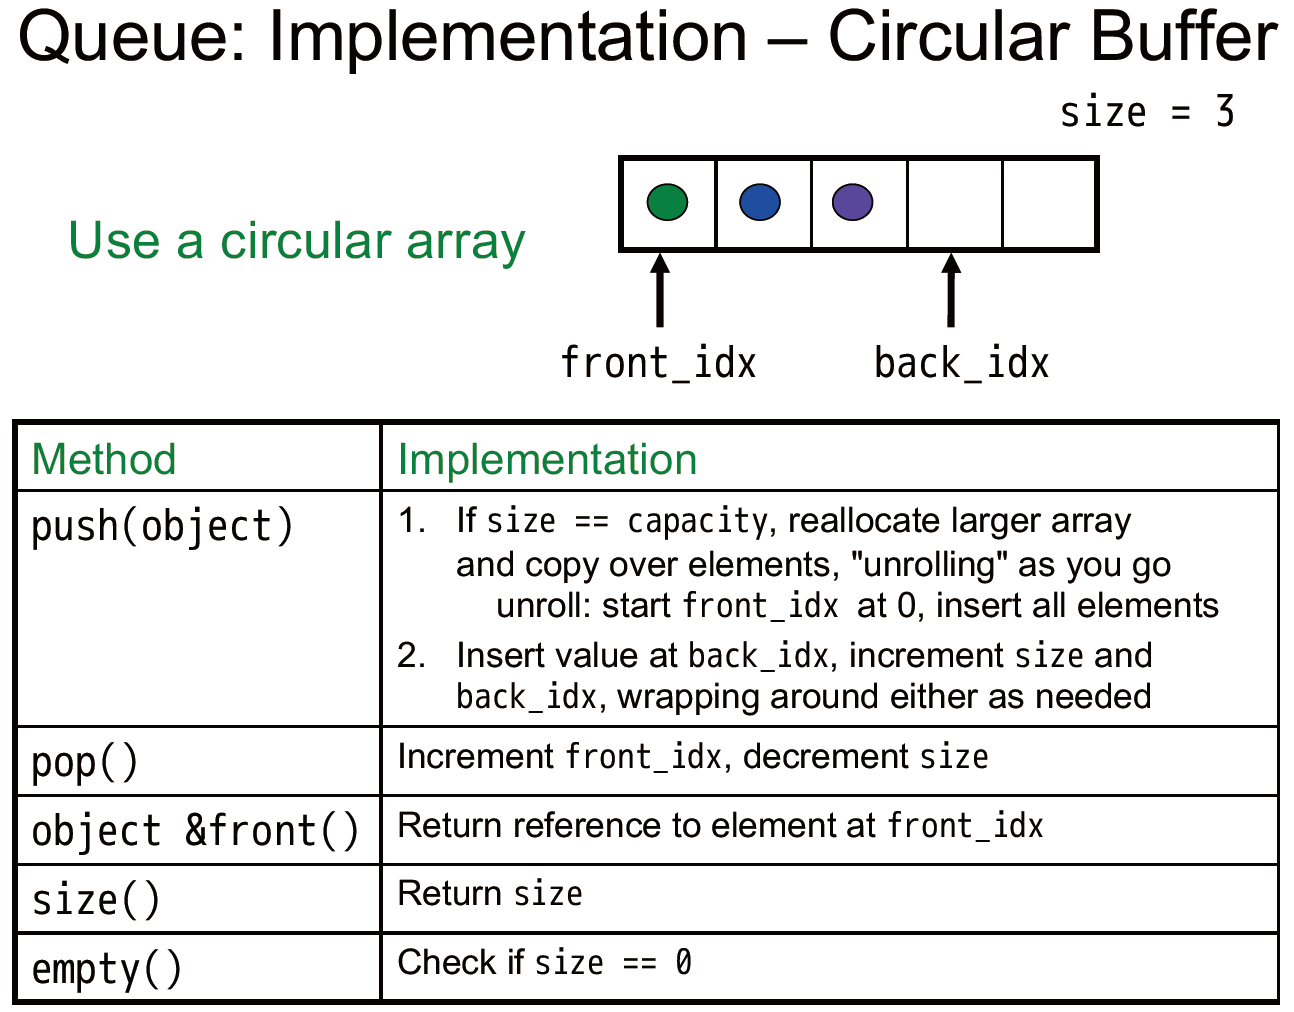 Queue: Implementation – Circular Buffer
size = 3
Use a circular array
front_idx
back_idx
Method
Implementation
push(object)
1. If size == capacity, reallocate larger array
and copy over elements, "unrolling" as you go
unroll: start front_idx at 0, insert all elements
2. Insert value at back_idx, increment size and
back_idx, wrapping around either as needed
pop()
Increment front_idx, decrement size
object &front()
Return reference to element at front_idx
size()
Return size
empty()
Check if size == 0